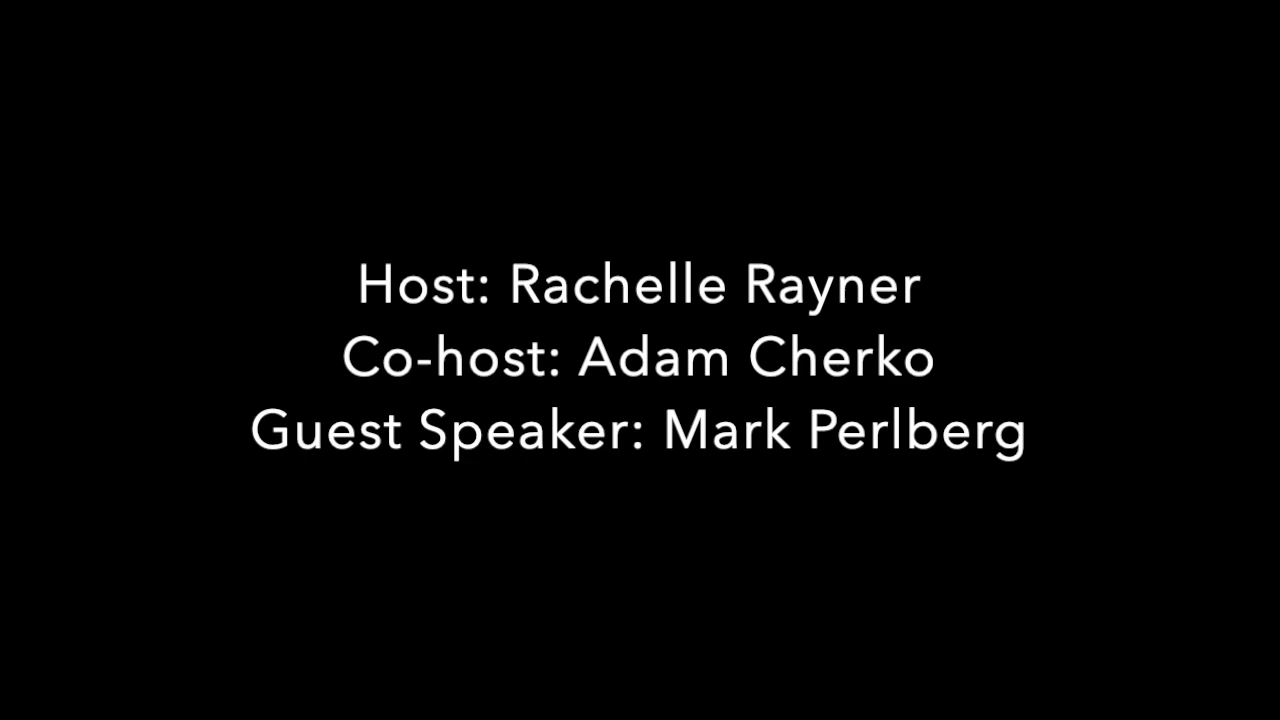 Host: Rachelle Rayner
Co-host: Adam Cherko
Guest Speaker: Mark Perlberg